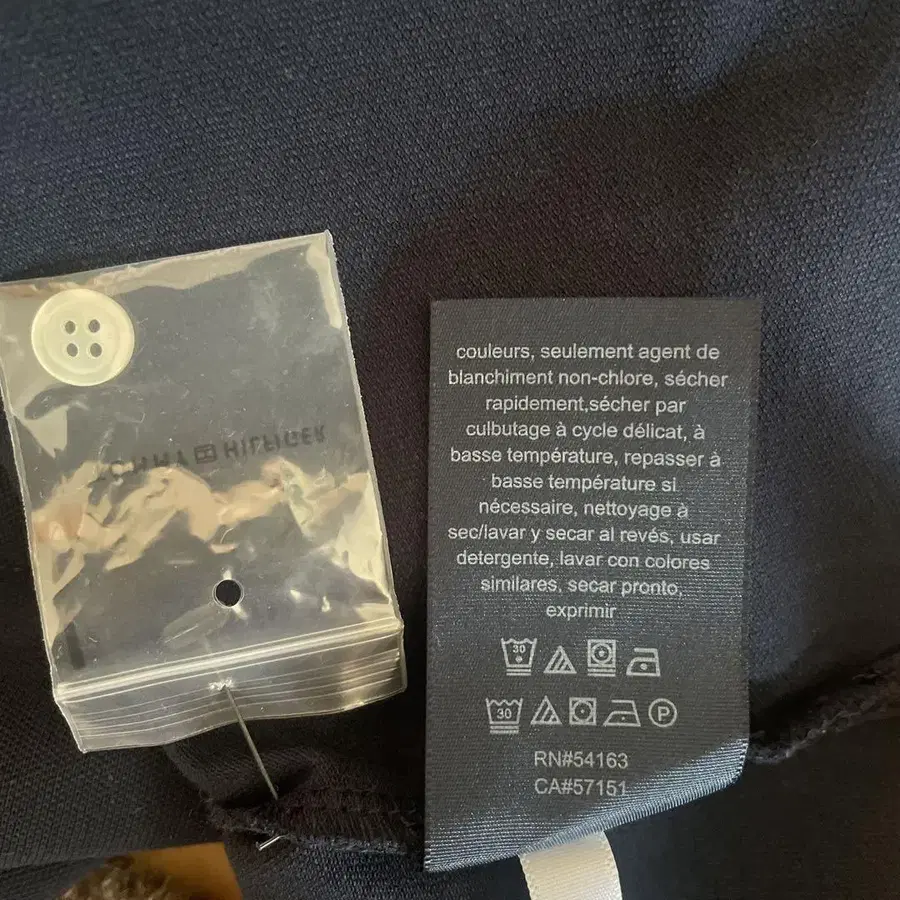 HILFIGER
couleurs, seulement agent de
blanchiment non-chlore, sécher
rapidement,sécher par
culbutage à cycle délicat, à
basse température, repasser à
basse température si
nécessaire, nettoyage à
sec/lavar y secar al revés, usar
detergente, lavar con colores
similares, secar pronto,
exprimir
30
30 P
RN#54163
CA#57151